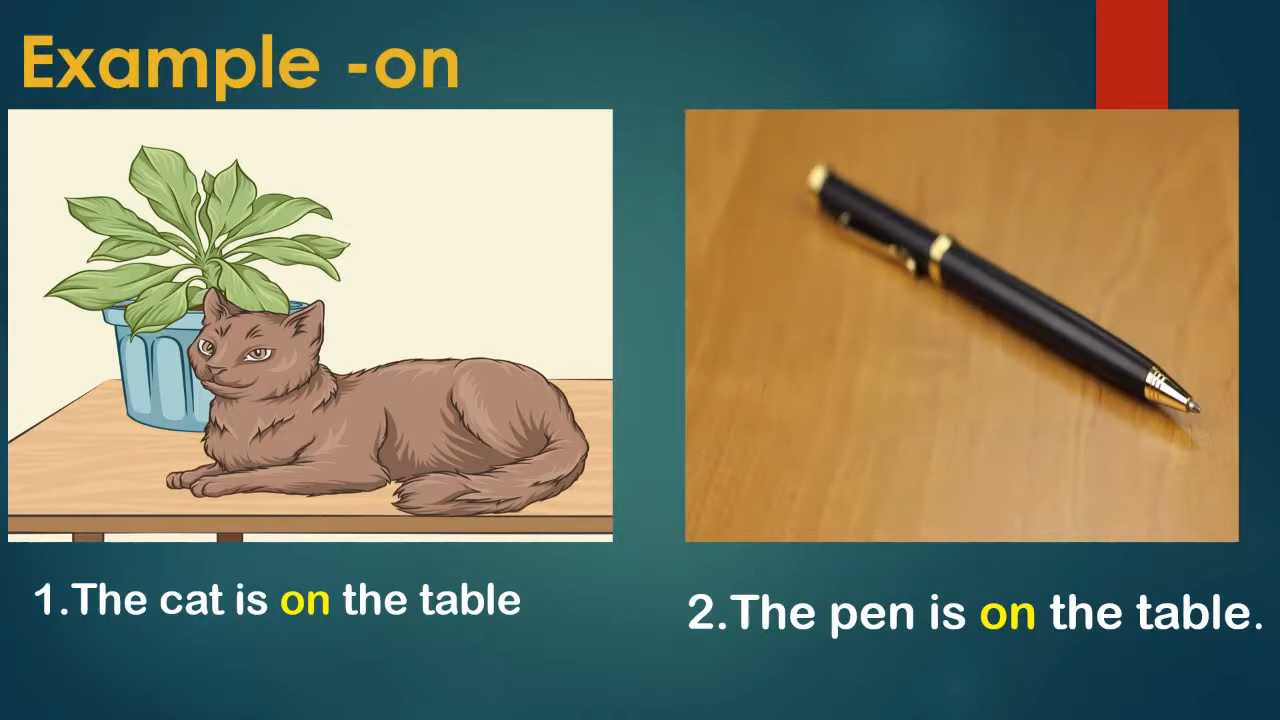 Example -on
1.The cat is on the table
2.The pen is on the table.